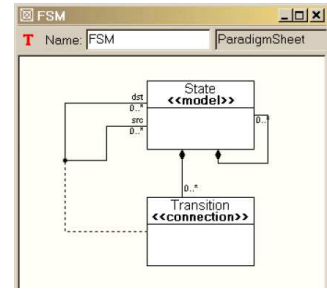 FSM
T Name: FSM ParadigmSheet
State
<<model>>
dst
0..*
src
0..*
0..*
0..*
Transition
<<connection>>